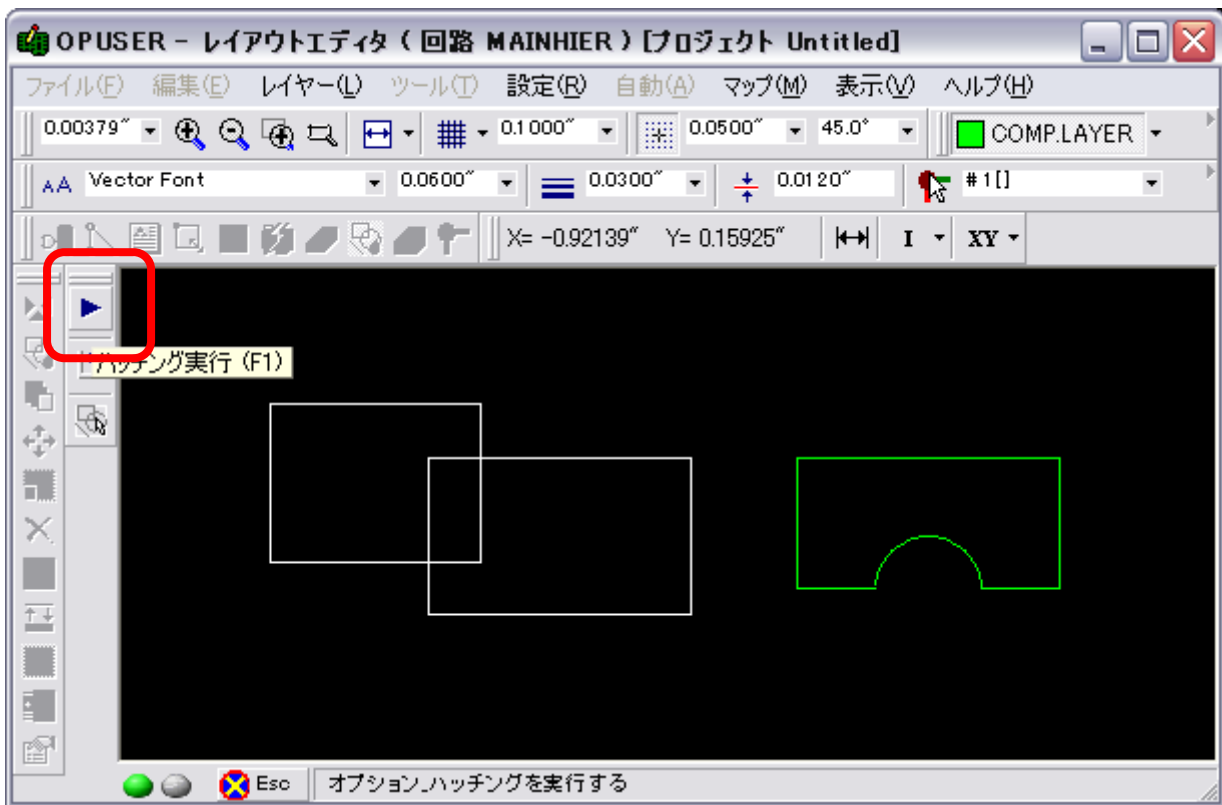 OPUSER - レイアウトエディタ ( 回路 MAINHIER ) [プロジェクト Untitled]
ファイル(F) 編集(E) レイヤー(L) ツール(T) 設定(R) 自動(A) マップ(M) 表示(V) ヘルプ(H)
0.00379" 0.1000" 0.0500" 45.0° COMP.LAYER
AA Vector Font 0.0600" 0.0300" 0.0120" #1[]
X= -0.92139" Y= 0.15925" I XY
ハッチング実行 (F1)
Esc オプション_ハッチングを実行する